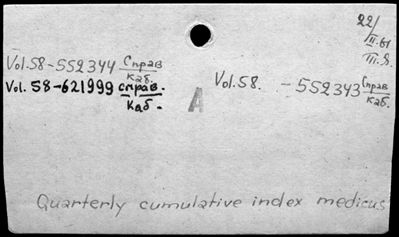 22/
II.61
Vol.58-552344 Справ
каб.
Vol. 58-621999 справ.
каб.
Vol.58. - 552343 Справ
каб.
A
Quarterly cumulative index medicus